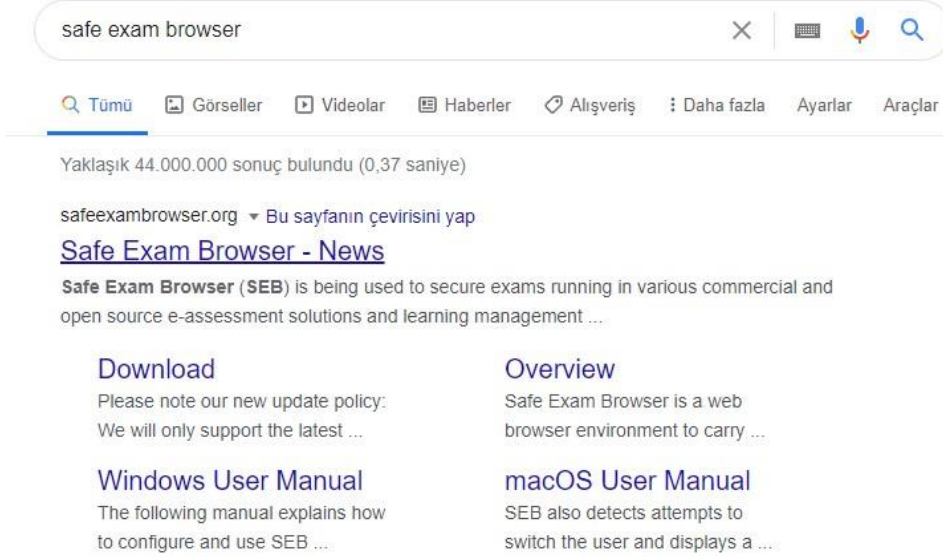 safe exam browser
Tümü Görseller Videolar Haberler Alışveriş Daha fazla Ayarlar Araçlar
Yaklaşık 44.000.000 sonuç bulundu (0,37 saniye)
safeexambrowser.org Bu sayfanın çevirisini yap
Safe Exam Browser - News
Safe Exam Browser (SEB) is being used to secure exams running in various commercial and
open source e-assessment solutions and learning management ...
Download
Please note our new update policy:
We will only support the latest ...
Overview
Safe Exam Browser is a web
browser environment to carry ...
Windows User Manual
The following manual explains how
to configure and use SEB ...
macOS User Manual
SEB also detects attempts to
switch the user and displays a ...